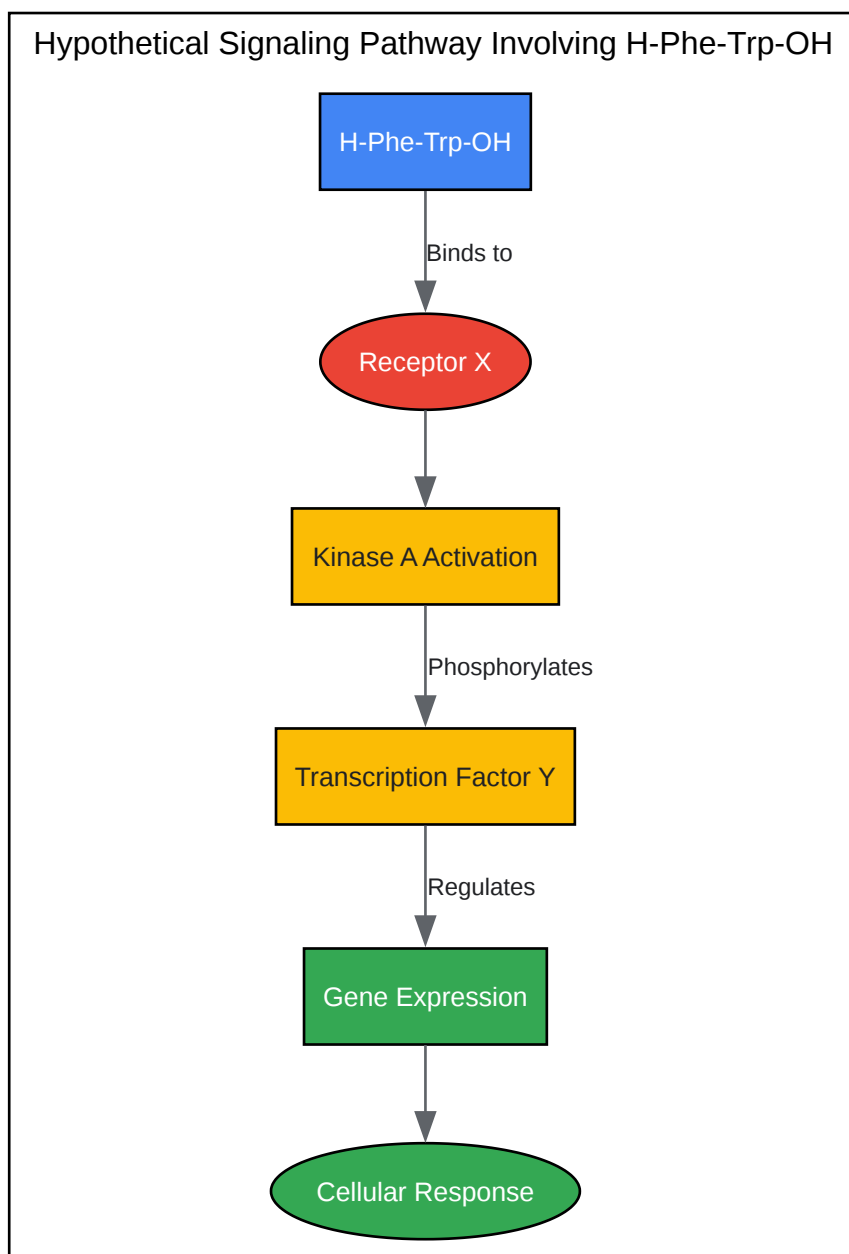 Hypothetical Signaling Pathway Involving H-Phe-Trp-OH
H-Phe-Trp-OH
Binds to
Receptor X
Kinase A Activation
Phosphorylates
Transcription Factor Y
Regulates
Gene Expression
Cellular Response